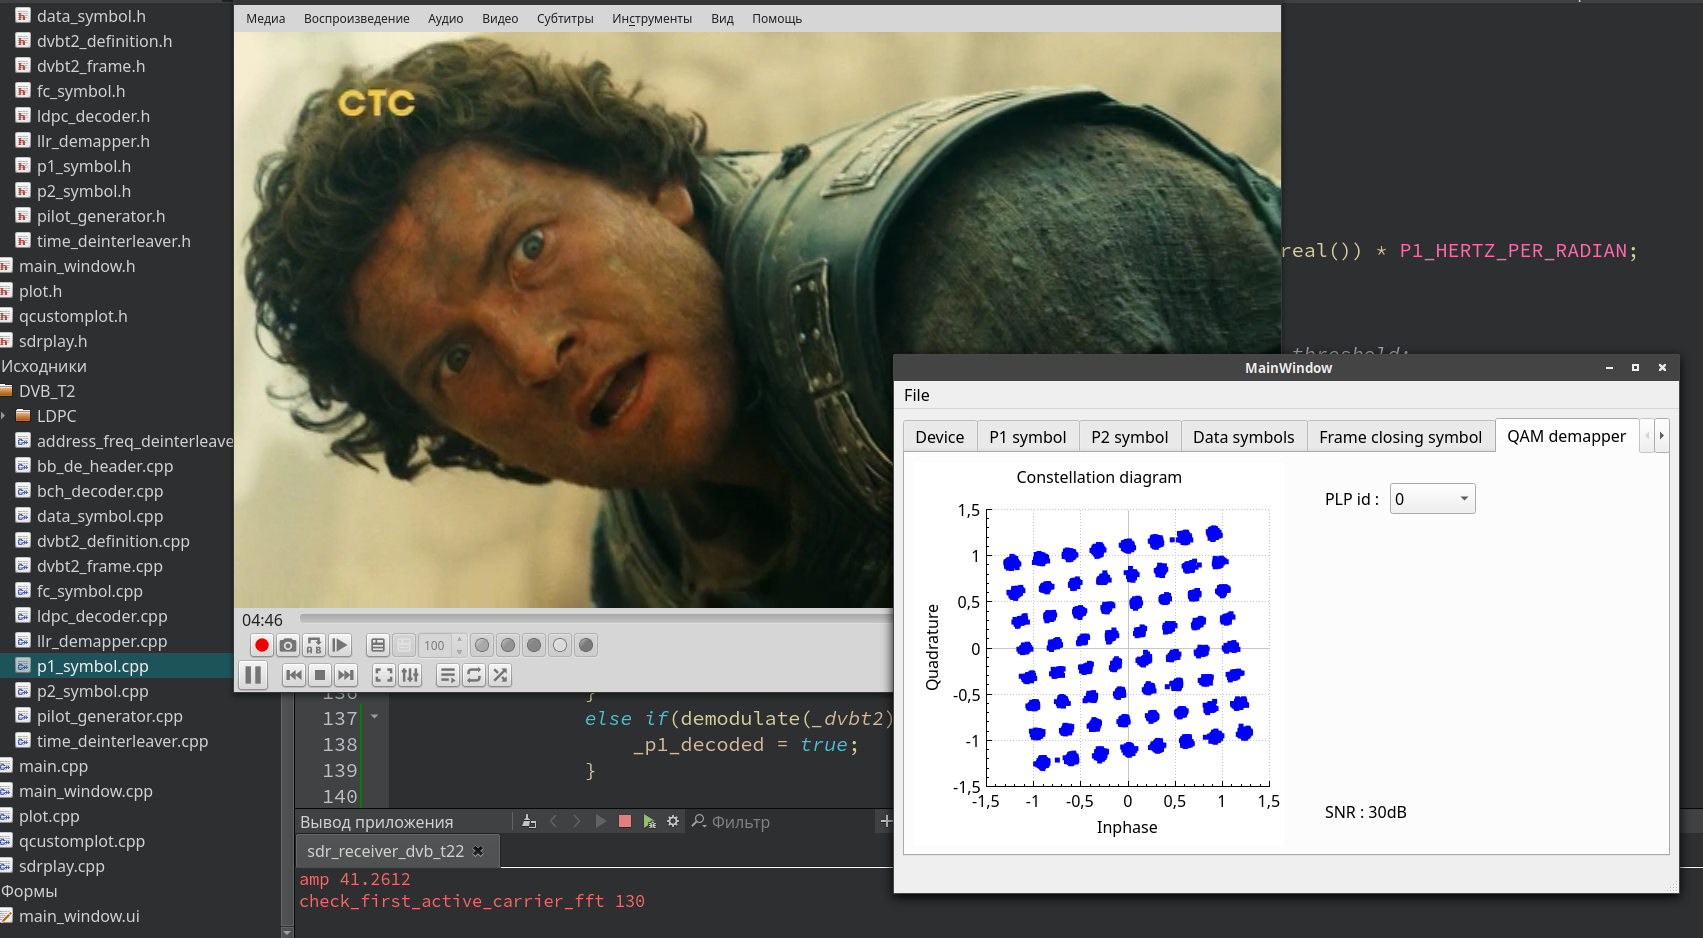 data_symbol.h
dvbt2_definition.h
dvbt2_frame.h
fc_symbol.h
ldpc_decoder.h
llr_demapper.h
p1_symbol.h
p2_symbol.h
pilot_generator.h
time_deinterleaver.h
main_window.h
plot.h
qcustomplot.h
sdrplay.h
Исходники
DVB_T2
LDPC
address_freq_deinterleave
bb_de_header.cpp
bch_decoder.cpp
data_symbol.cpp
dvbt2_definition.cpp
dvbt2_frame.cpp
fc_symbol.cpp
ldpc_decoder.cpp
llr_demapper.cpp
p1_symbol.cpp
p2_symbol.cpp
pilot_generator.cpp
time_deinterleaver.cpp
main.cpp
main_window.cpp
plot.cpp
qcustomplot.cpp
sdrplay.cpp
Формы
main_window.ui
Медиа Воспроизведение Аудио Видео Субтитры Инструменты Вид Помощь
СТС
04:46
A B
100
real()) * P1_HERTZ_PER_RADIAN;
threshold:
136 }
137 else if(demodulate(_dvbt2)
138 _p1_decoded = true;
139 }
140
Вывод приложения Фильтр
sdr_receiver_dvb_t22
amp 41.2612
check_first_active_carrier_fft 130
MainWindow
File
Device P1 symbol P2 symbol Data symbols Frame closing symbol QAM demapper
Constellation diagram
PLP id : 0
1,5
1
0,5
0
-0,5
-1
-1,5
Quadrature
-1,5 -1 -0,5 0 0,5 1 1,5
Inphase
SNR : 30dB